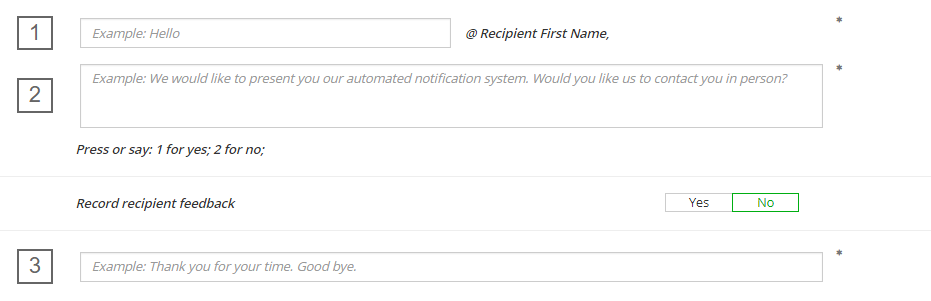 1 Example: Hello @ Recipient First Name, *
2 Example: We would like to present you our automated notification system. Would you like us to contact you in person? *
Press or say: 1 for yes; 2 for no;
Record recipient feedback Yes No
3 Example: Thank you for your time. Good bye. *